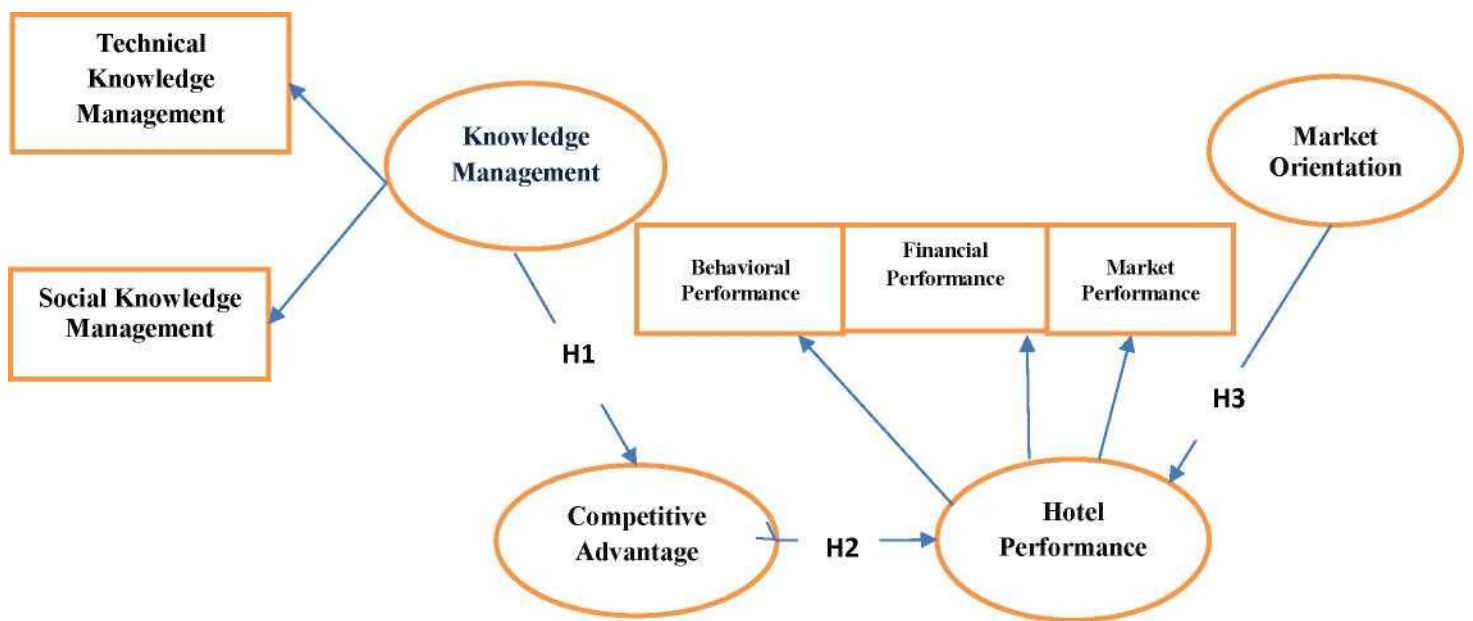 Technical
Knowledge
Management
Knowledge
Management
Market
Orientation
Social Knowledge
Management
Behavioral
Performance
Financial
Performance
Market
Performance
H1
H3
Competitive
Advantage
H2
Hotel
Performance